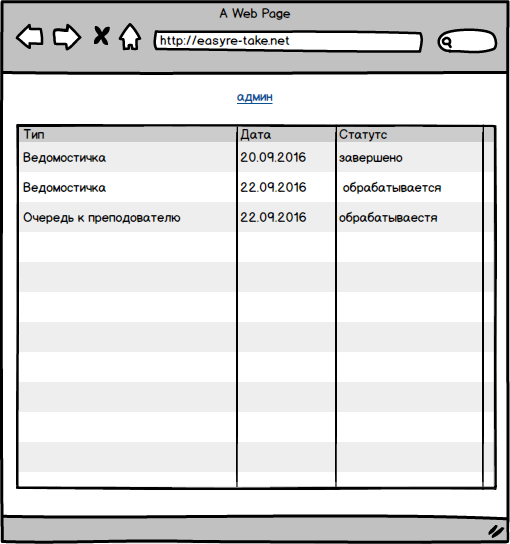 A Web Page
http://easyre-take.net
админ
Тип Дата Статутс
Ведомостичка 20.09.2016 завершено
Ведомостичка 22.09.2016 обрабатывается
Очередь к преподователю 22.09.2016 обрабатываестя